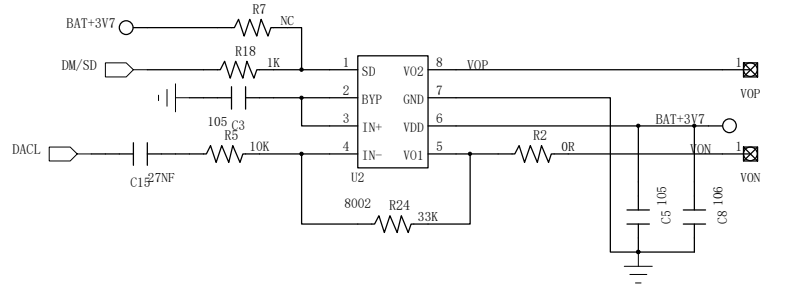 R7
BAT+3V7 NC
R18
DM/SD 1K 1 SD VO2 8 VOP 1
VOP
2 BYP GND 7
105 C3 3 IN+ VDD 6 BAT+3V7
R5 R2
DACL 10K 4 IN- VO1 5 0R VON 1
C15 27NF U2 VON
8002 R24
33K
C5 105
C8 106